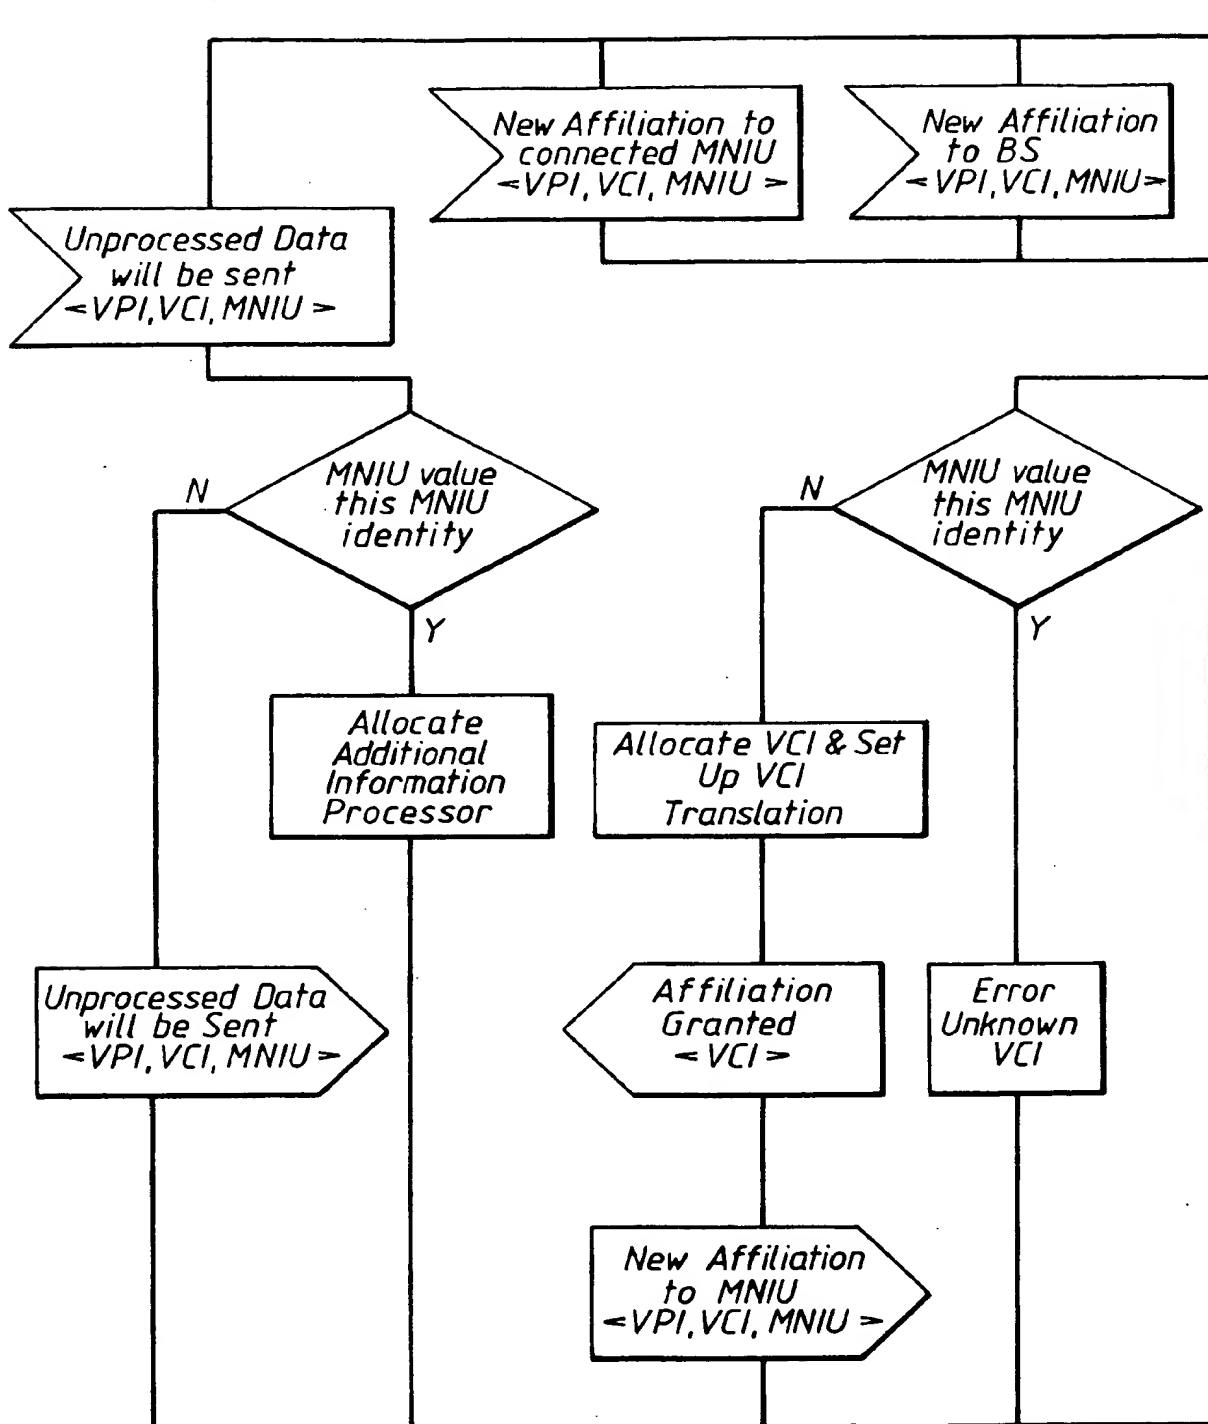 New Affiliation to
connected MNIU
<VPI, VCI, MNIU>
New Affiliation
to BS
<VPI, VCI, MNIU>
Unprocessed Data
will be sent
<VPI, VCI, MNIU>
MNIU value
this MNIU
identity
N
Y
MNIU value
this MNIU
identity
N
Y
Allocate
Additional
Information
Processor
Allocate VCI & Set
Up VCI
Translation
Unprocessed Data
will be Sent
<VPI, VCI, MNIU>
Affiliation
Granted
<VCI>
Error
Unknown
VCI
New Affiliation
to MNIU
<VPI, VCI, MNIU>